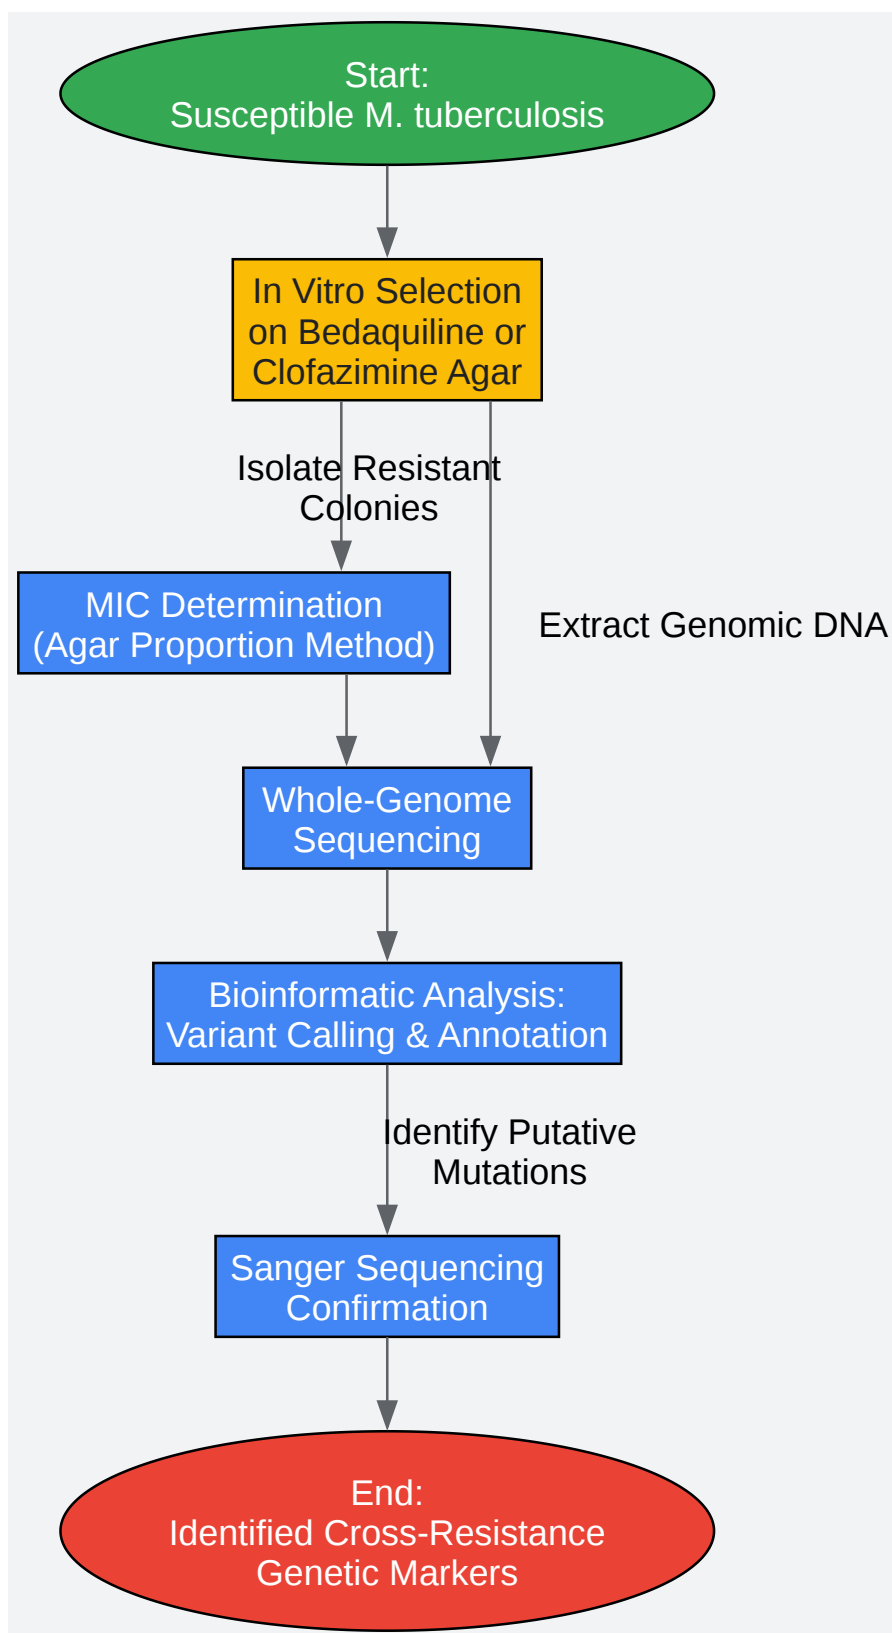 Start:
Susceptible M. tuberculosis
In Vitro Selection
on Bedaquiline or
Clofazimine Agar
Isolate Resistant
Colonies
MIC Determination
(Agar Proportion Method)
Extract Genomic DNA
Whole-Genome
Sequencing
Bioinformatic Analysis:
Variant Calling & Annotation
Identify Putative
Mutations
Sanger Sequencing
Confirmation
End:
Identified Cross-Resistance
Genetic Markers